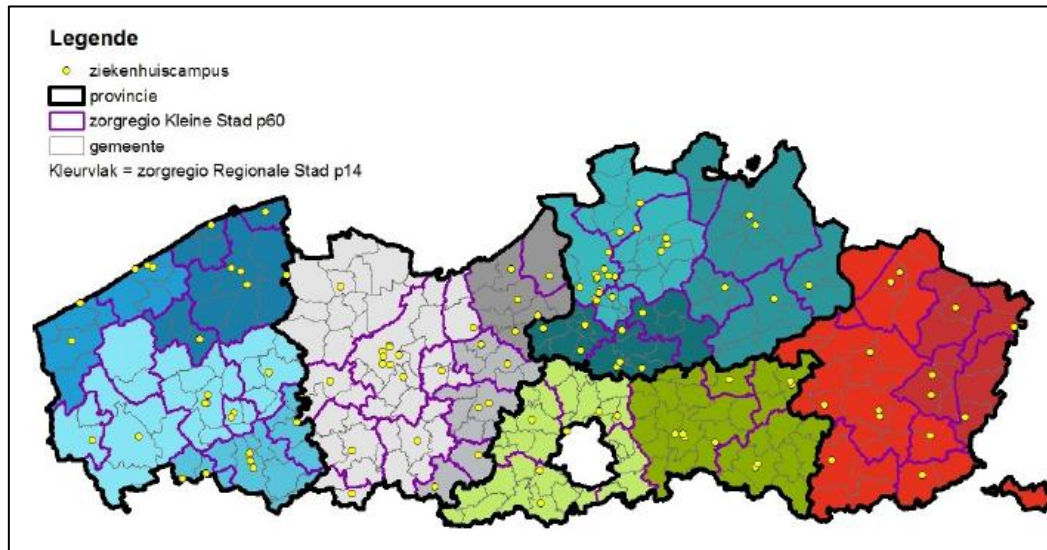 Legende
ziekenhuiscampus
provincie
zorgregio Kleine Stad p60
gemeente
Kleurvlak = zorgregio Regionale Stad p14